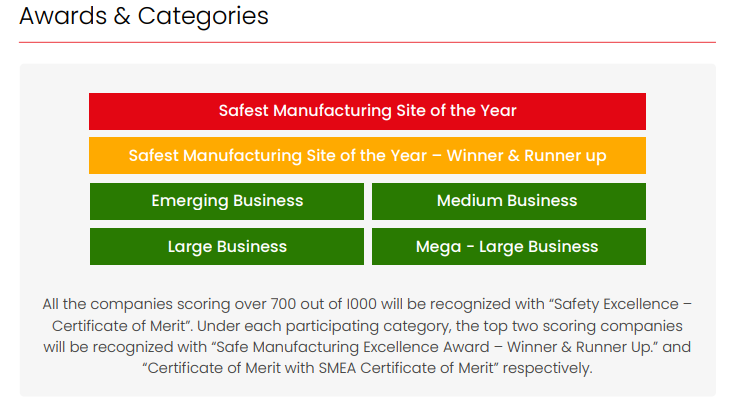 Awards & Categories
Safest Manufacturing Site of the Year
Safest Manufacturing Site of the Year – Winner & Runner up
Emerging Business
Medium Business
Large Business
Mega - Large Business
All the companies scoring over 700 out of I000 will be recognized with “Safety Excellence –
Certificate of Merit”. Under each participating category, the top two scoring companies
will be recognized with “Safe Manufacturing Excellence Award – Winner & Runner Up.” and
“Certificate of Merit with SMEA Certificate of Merit” respectively.